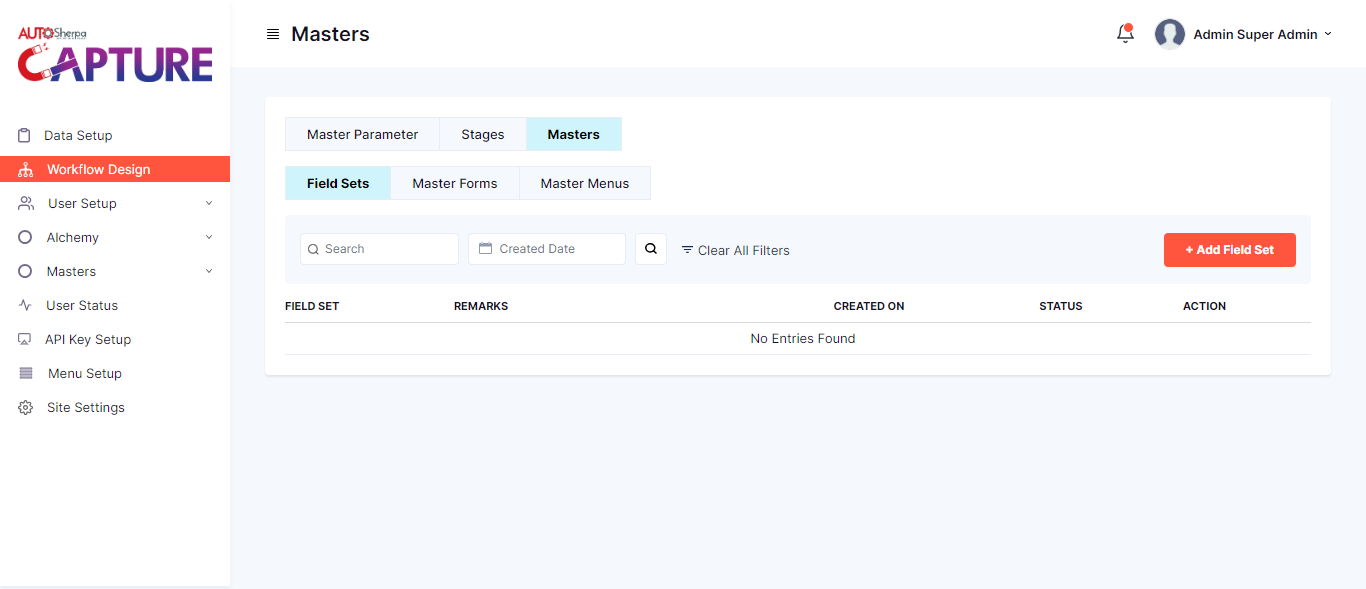 AUTOSherpa
CAPTURE
Data Setup
Workflow Design
User Setup
Alchemy
Masters
User Status
API Key Setup
Menu Setup
Site Settings
Masters
Admin Super Admin
Master Parameter Stages Masters
Field Sets Master Forms Master Menus
Search Created Date Clear All Filters + Add Field Set
FIELD SET REMARKS CREATED ON STATUS ACTION
No Entries Found